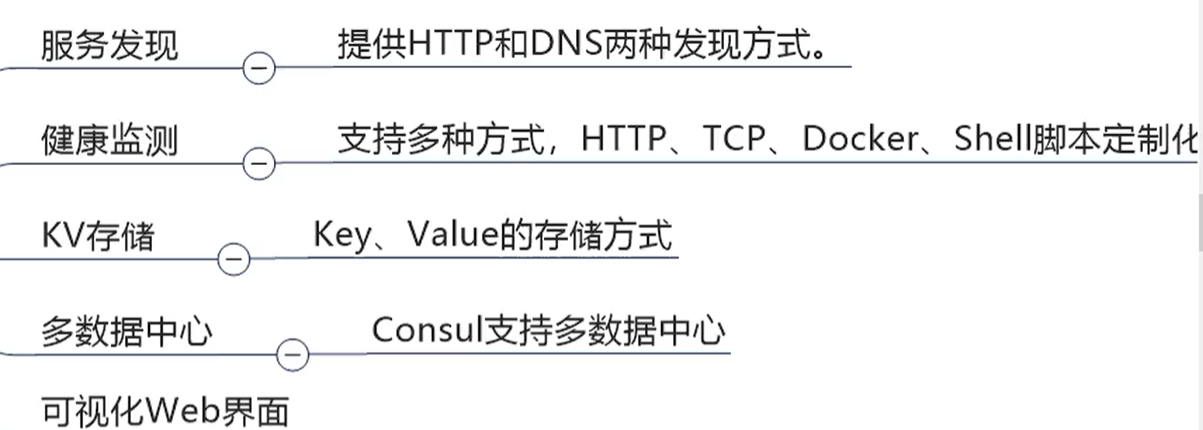 服务发现
提供HTTP和DNS两种发现方式。
健康监测
支持多种方式，HTTP、TCP、Docker、Shell脚本定制化
KV存储
Key、Value的存储方式
多数据中心
Consul支持多数据中心
可视化Web界面